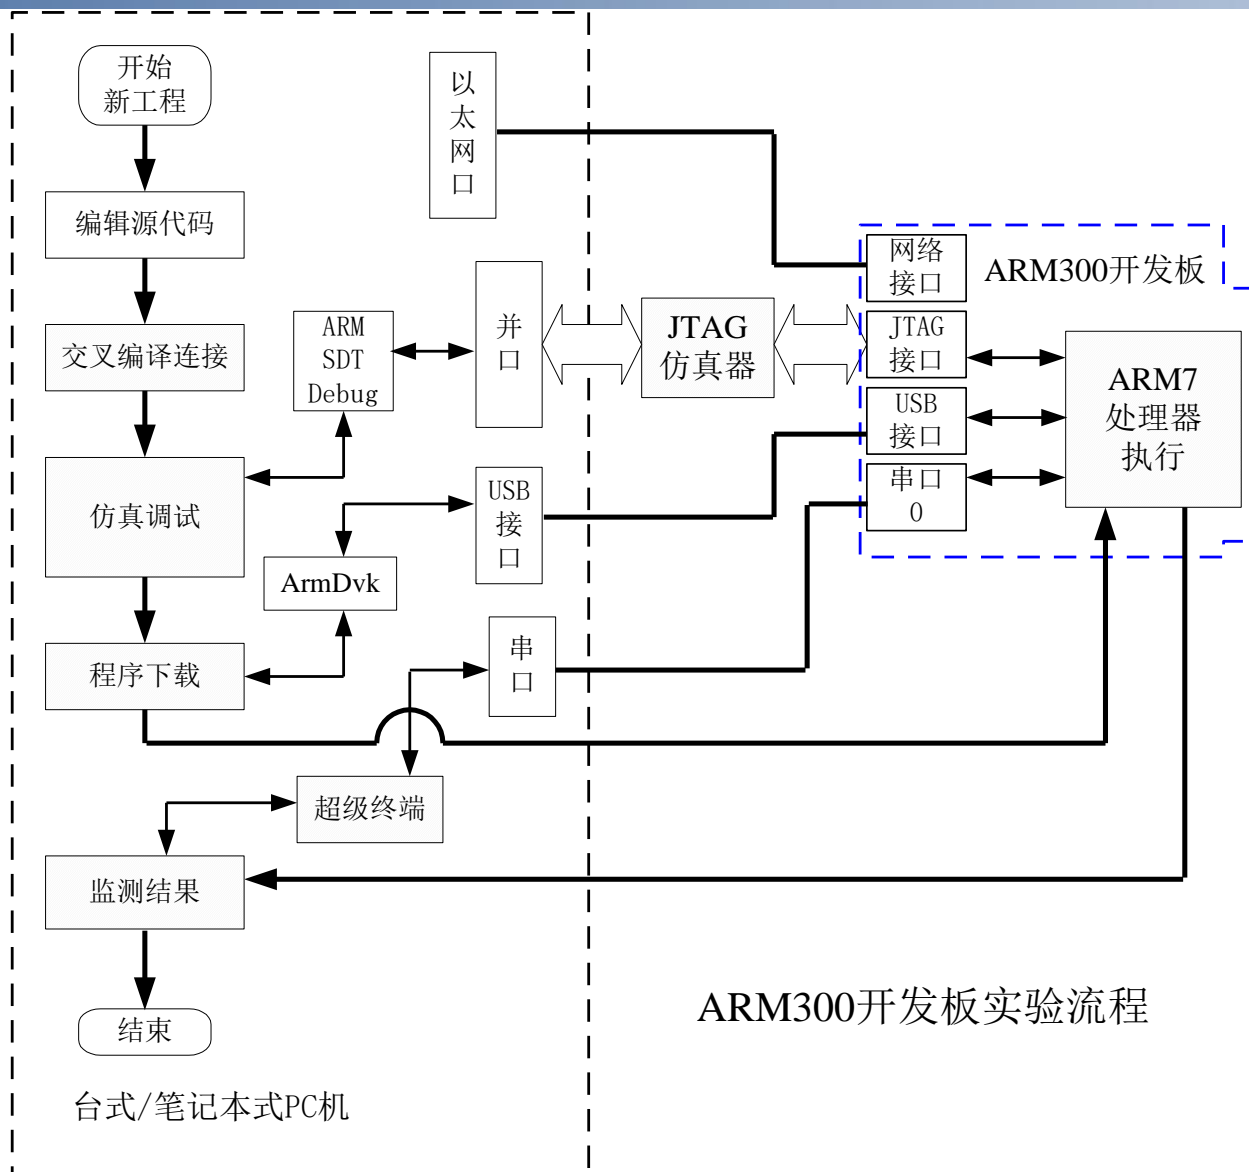 开始
新工程
编辑源代码
交叉编译连接
仿真调试
程序下载
监测结果
结束
台式/笔记本式PC机
ARM
SDT
Debug
ArmDvk
超级终端
以
太
网
口
并
口
USB
接
口
串
口
JTAG
仿真器
网络
接口
JTAG
接口
USB
接口
串口
0
ARM300开发板
ARM7
处理器
执行
ARM300开发板实验流程